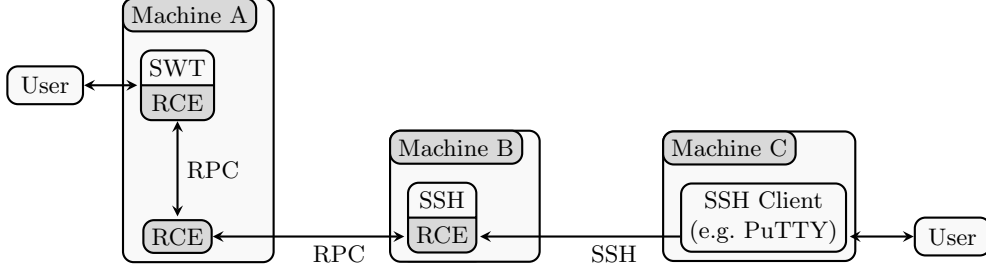 Machine A
SWT
User
RCE
RPC
Machine B
Machine C
SSH
SSH Client
RCE
RCE
(e.g. PuTTY)
User
RPC
SSH